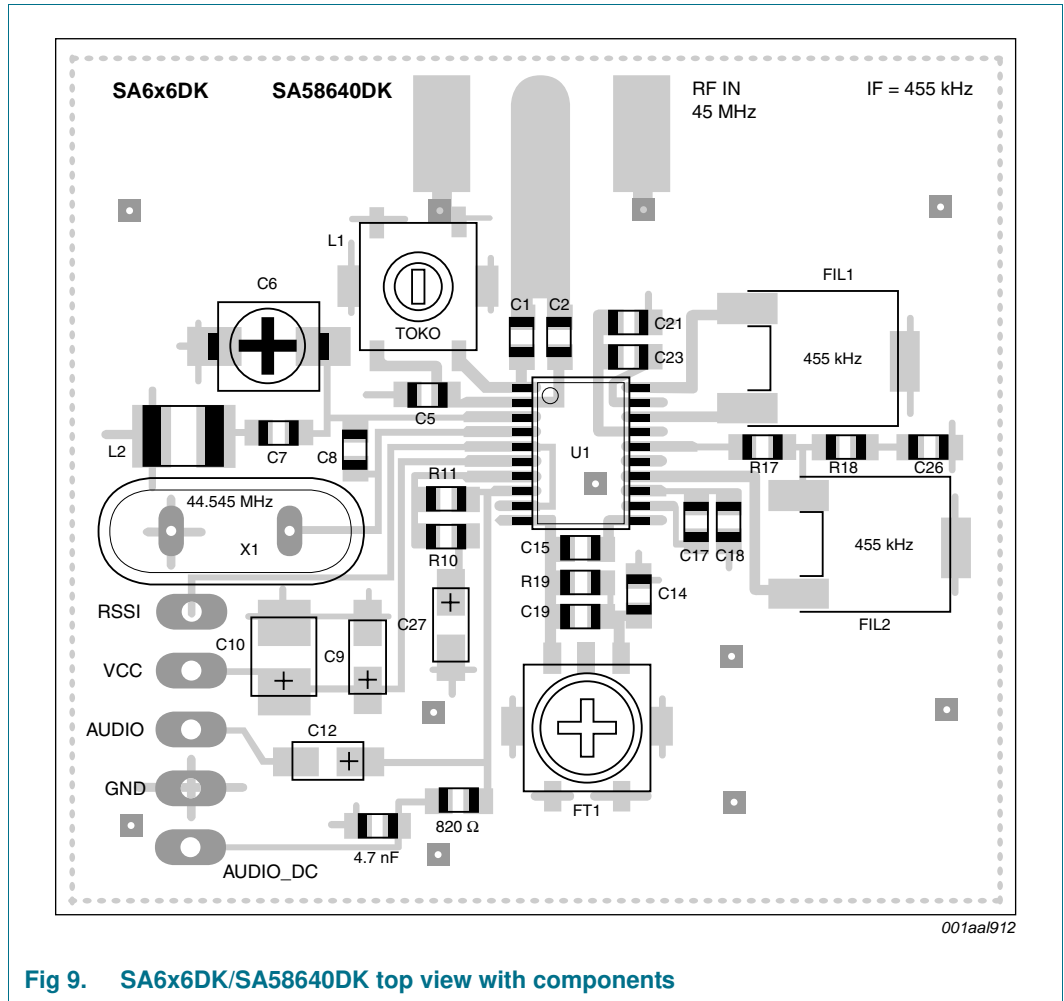 SA6x6DK SA58640DK RF IN IF = 455 kHz
45 MHz
L1
C6
FIL1
C1 C2
C21
TOKO
C23
455 kHz
C5
L2
C7
C8
U1
R17 R18 C26
R11
44.545 MHz
X1
R10
C15
C17 C18
455 kHz
R19
C14
RSSI
C19
C27
FIL2
C10
C9
VCC
AUDIO
C12
GND
FT1
820 Ω
4.7 nF
AUDIO_DC
001aal912
Fig 9. SA6x6DK/SA58640DK top view with components